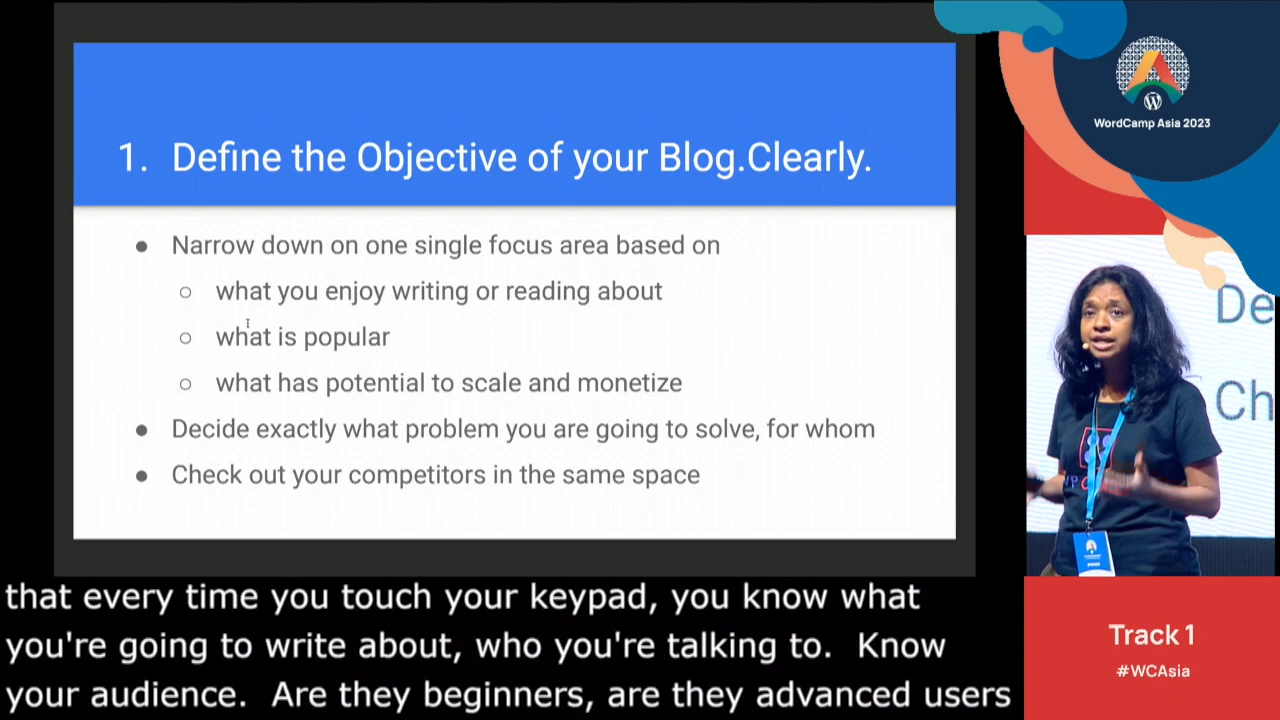 1. Define the Objective of your Blog.Clearly.
● Narrow down on one single focus area based on
○ what you enjoy writing or reading about
○ what is popular
○ what has potential to scale and monetize
● Decide exactly what problem you are going to solve, for whom
● Check out your competitors in the same space
that every time you touch your keypad, you know what
you're going to write about, who you're talking to.  Know
your audience.  Are they beginners, are they advanced users
WordCamp Asia 2023
De
Ch
Track 1
#WCAsia